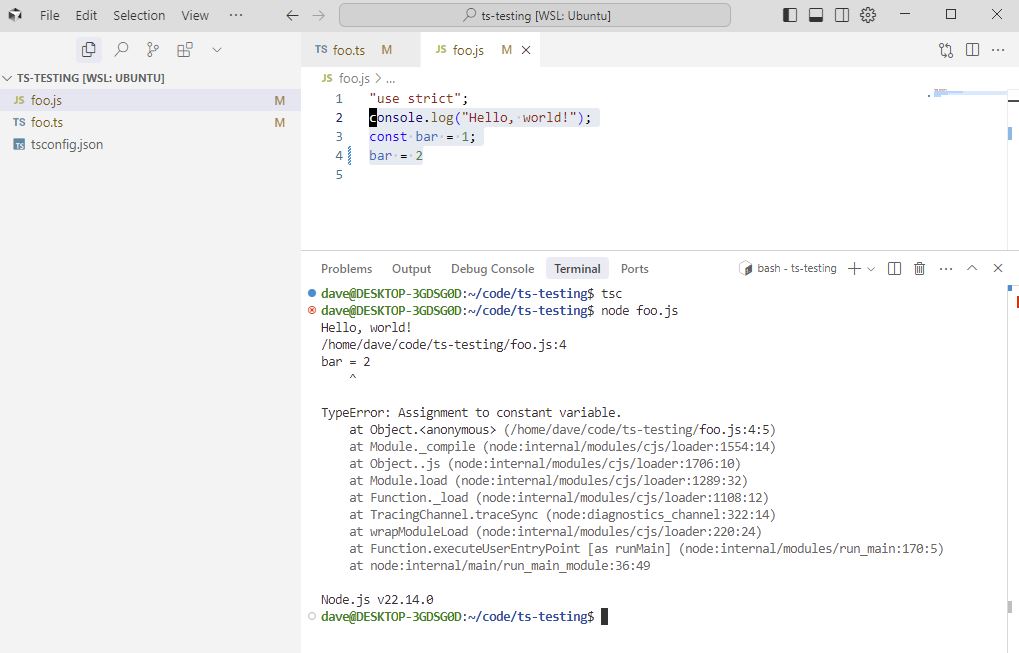 File Edit Selection View ··· ts-testing [WSL: Ubuntu]
TS foo.ts M JS foo.js M
TS-TESTING [WSL: UBUNTU]
JS foo.js M
TS foo.ts M
TS tsconfig.json
JS foo.js > ...
1 "use strict";
2 console.log("Hello, world!");
3 const bar = 1;
4 bar = 2
5
Problems Output Debug Console Terminal Ports bash - ts-testing
dave@DESKTOP-3GDSG0D:~/code/ts-testing$ tsc
dave@DESKTOP-3GDSG0D:~/code/ts-testing$ node foo.js
Hello, world!
/home/dave/code/ts-testing/foo.js:4
bar = 2
    ^
TypeError: Assignment to constant variable.
    at Object.<anonymous> (/home/dave/code/ts-testing/foo.js:4:5)
    at Module._compile (node:internal/modules/cjs/loader:1554:14)
    at Object..js (node:internal/modules/cjs/loader:1706:10)
    at Module.load (node:internal/modules/cjs/loader:1289:32)
    at Function._load (node:internal/modules/cjs/loader:1108:12)
    at TracingChannel.traceSync (node:diagnostics_channel:322:14)
    at wrapModuleLoad (node:internal/modules/cjs/loader:220:24)
    at Function.executeUserEntryPoint [as runMain] (node:internal/modules/run_main:170:5)
    at node:internal/main/run_main_module:36:49
Node.js v22.14.0
dave@DESKTOP-3GDSG0D:~/code/ts-testing$